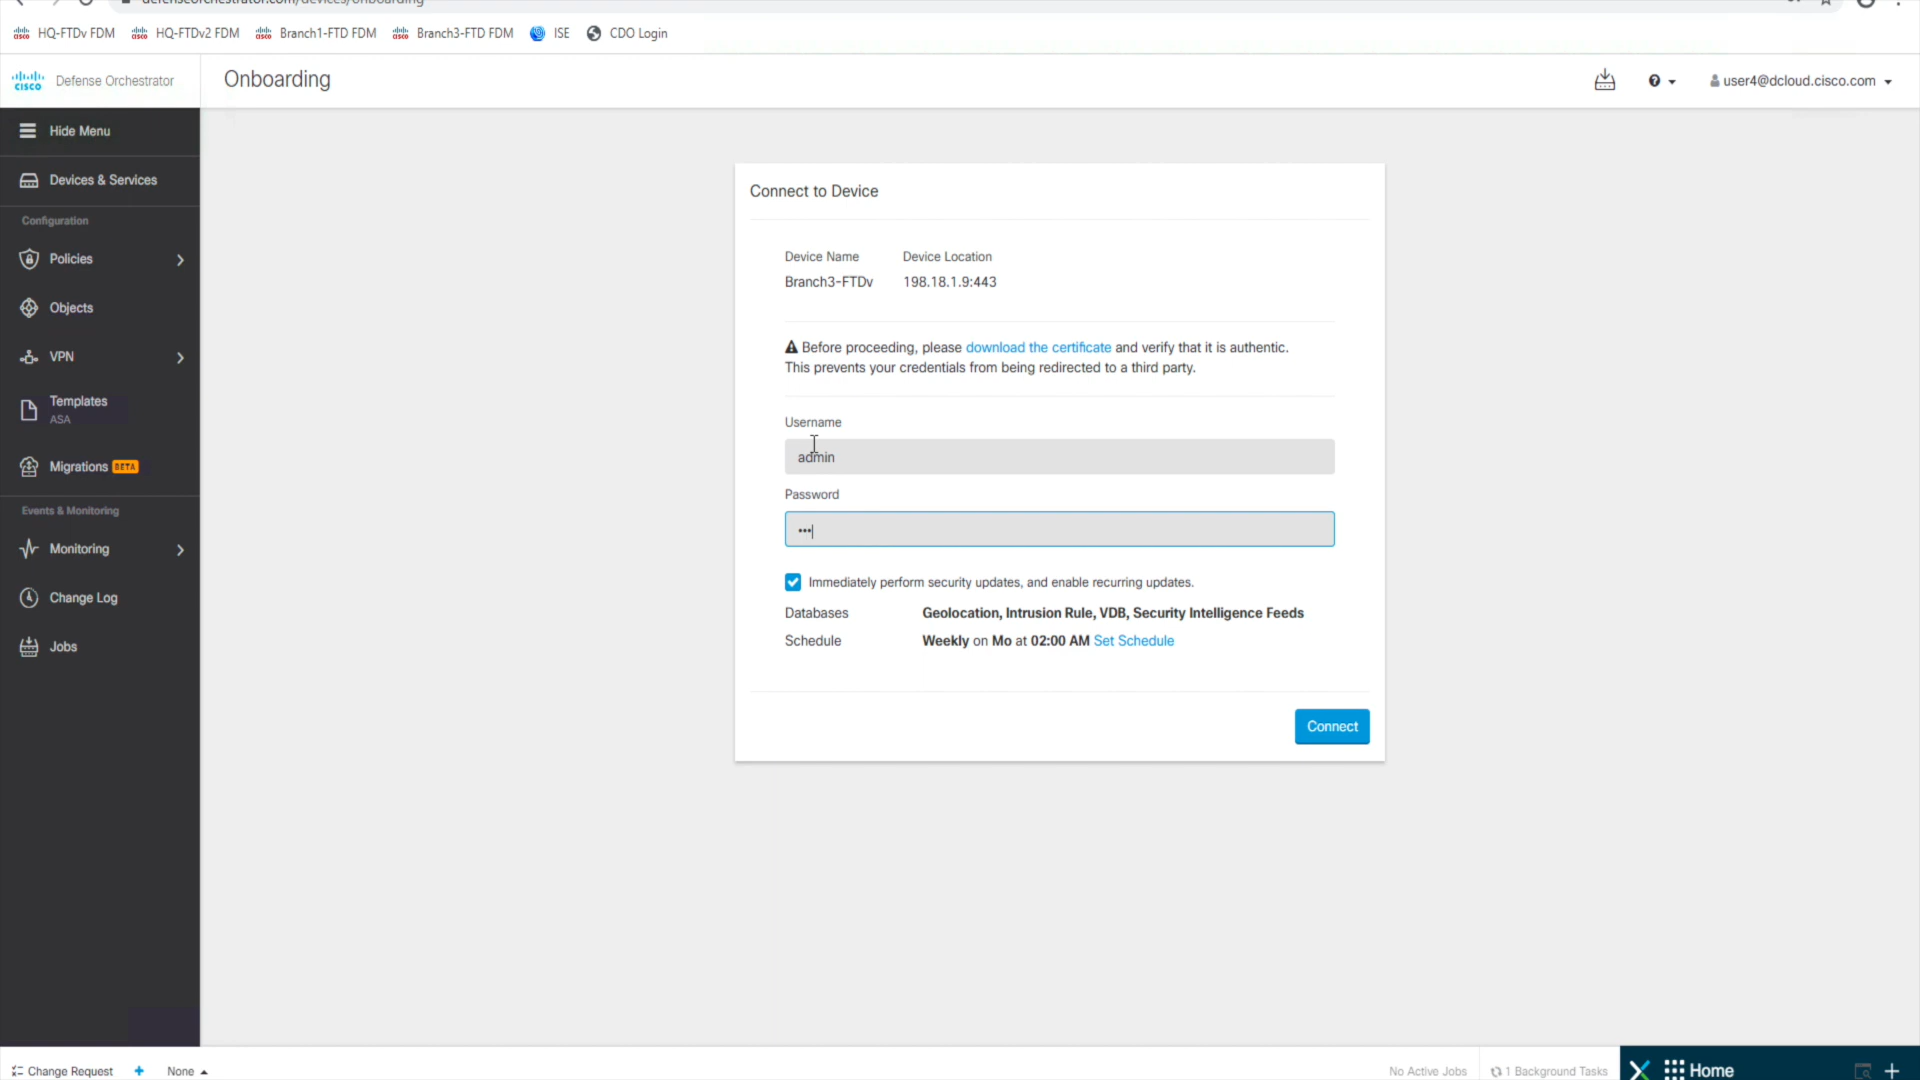 defenseorchestrator.com/devices/onboarding
HQ-FTDv FDM HQ-FTDv2 FDM Branch1-FTD FDM Branch3-FTD FDM ISE CDO Login
CISCO Defense Orchestrator Onboarding user4@dcloud.cisco.com
Hide Menu
Devices & Services
Configuration
Policies
Objects
VPN
Templates
ASA
Migrations BETA
Events & Monitoring
Monitoring
Change Log
Jobs
Connect to Device
Device Name Device Location
Branch3-FTDv 198.18.1.9:443
Before proceeding, please download the certificate and verify that it is authentic.
This prevents your credentials from being redirected to a third party.
Username
admin
Password
•••
Immediately perform security updates, and enable recurring updates.
Databases Geolocation, Intrusion Rule, VDB, Security Intelligence Feeds
Schedule Weekly on Mo at 02:00 AM Set Schedule
Connect
Change Request + None No Active Jobs 1 Background Tasks Home